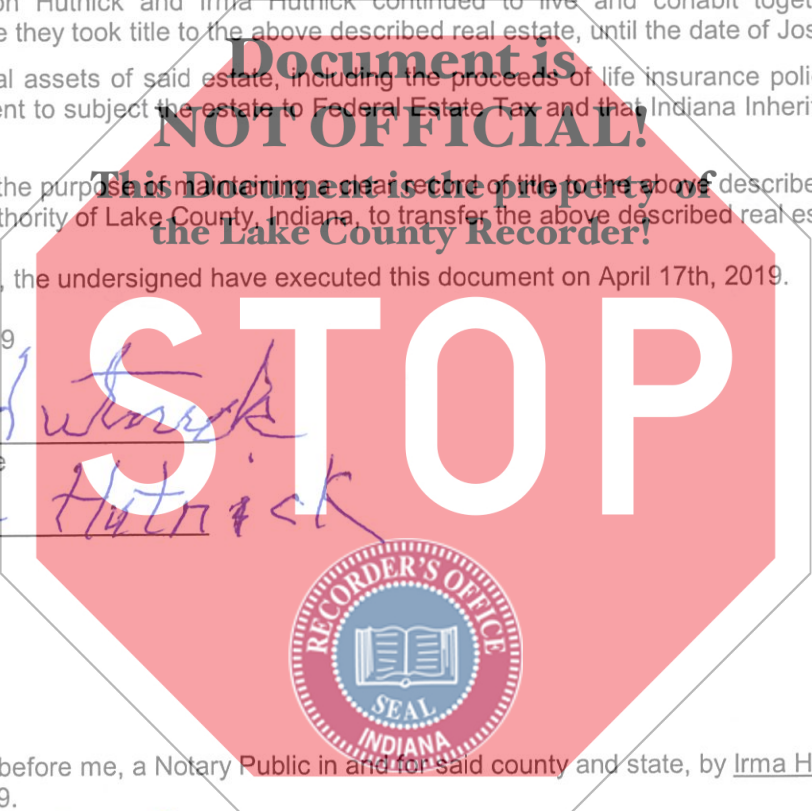 Hutnick and Irma Hutnick continued to live and cohabit toge
e they took title to the above described real estate, until the date of Jos
Document is
al assets of said estate, including the proceeds of life insurance poli
ent to subject the estate to Federal Estate Tax and that Indiana Inheri
NOT OFFICIAL!
the purpose of maintaining a clear record of title to the above describe
This Document is the property of
thority of Lake County, Indiana, to transfer the above described real es
the Lake County Recorder!
, the undersigned have executed this document on April 17th, 2019.
STOP
9
Hutnick
e
Hutnick
RECORDER'S OFFICE
SEAL
INDIANA
before me, a Notary Public in and for said county and state, by Irma H
9.